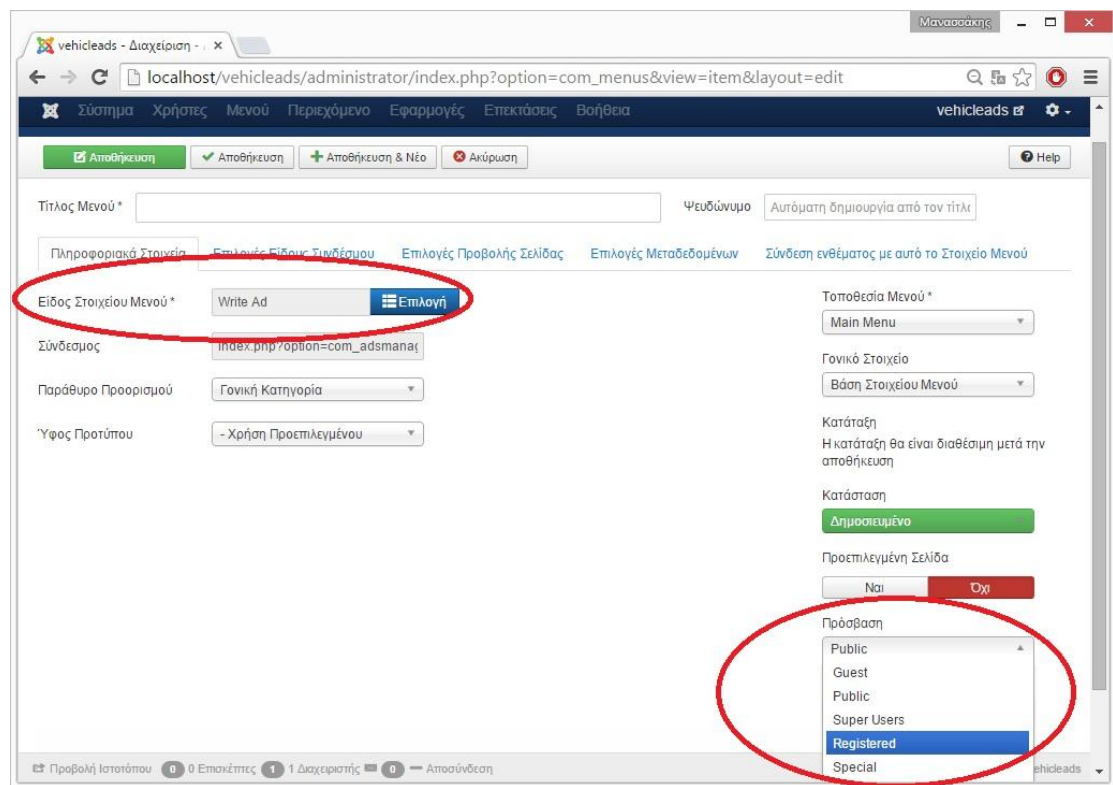 Μανασσάκης
vehicleads - Διαχείριση -
localhost/vehicleads/administrator/index.php?option=com_menus&view=item&layout=edit
Σύστημα Χρήστες Μενού Περιεχόμενο Εφαρμογές Επεκτάσεις Βοήθεια vehicleads
Αποθήκευση Αποθήκευση Αποθήκευση & Νέο Ακύρωση Help
Τίτλος Μενού * Ψευδώνυμο Αυτόματη δημιουργία από τον τίτλο
Πληροφοριακά Στοιχεία Επιλογές Είδους Συνδέσμου Επιλογές Προβολής Σελίδας Επιλογές Μεταδεδομένων Σύνδεση ενθέματος με αυτό το Στοιχείο Μενού
Είδος Στοιχείου Μενού * Write Ad Επιλογή
Σύνδεσμος index.php?option=com_adsmanag
Παράθυρο Προορισμού Γονική Κατηγορία
Ύφος Προτύπου - Χρήση Προεπιλεγμένου
Τοποθεσία Μενού *
Main Menu
Γονικό Στοιχείο
Βάση Στοιχείου Μενού
Κατάταξη
Η κατάταξη θα είναι διαθέσιμη μετά την
αποθήκευση
Κατάσταση
Δημοσιευμένο
Προεπιλεγμένη Σελίδα
Ναι Όχι
Πρόσβαση
Public
Guest
Public
Super Users
Registered
Special
Προβολή Ιστοτόπου 0 0 Επισκέπτες 1 1 Διαχειριστής 0 Αποσύνδεση ehicleads